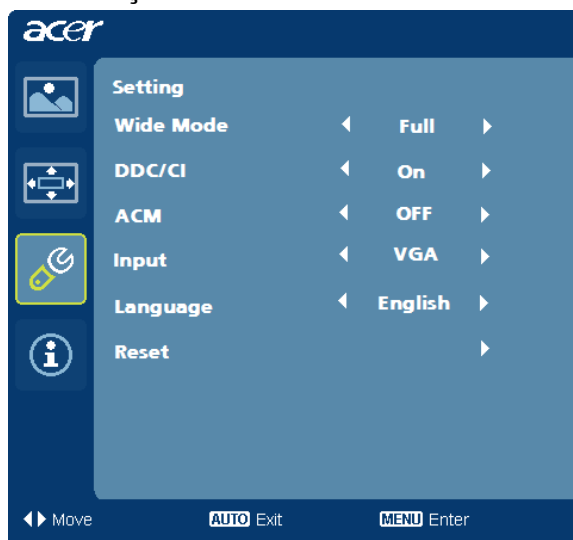 acer
Setting
Wide Mode Full
DDC/CI On
ACM OFF
Input VGA
Language English
Reset
Move AUTO Exit MENU Enter